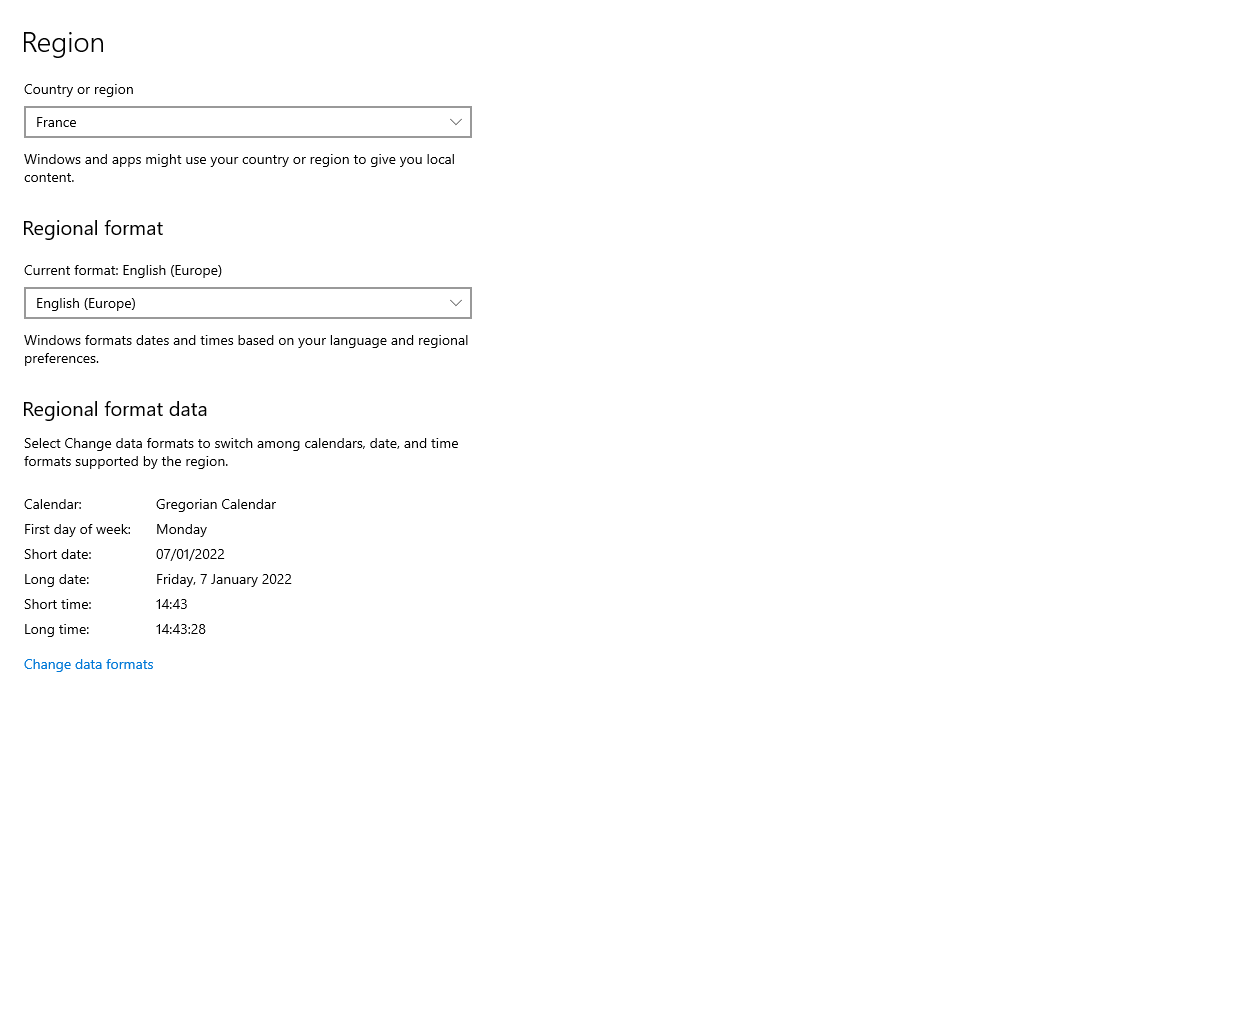 Region
Country or region
France
Windows and apps might use your country or region to give you local
content.
Regional format
Current format: English (Europe)
English (Europe)
Windows formats dates and times based on your language and regional
preferences.
Regional format data
Select Change data formats to switch among calendars, date, and time
formats supported by the region.
Calendar: Gregorian Calendar
First day of week: Monday
Short date: 07/01/2022
Long date: Friday, 7 January 2022
Short time: 14:43
Long time: 14:43:28
Change data formats